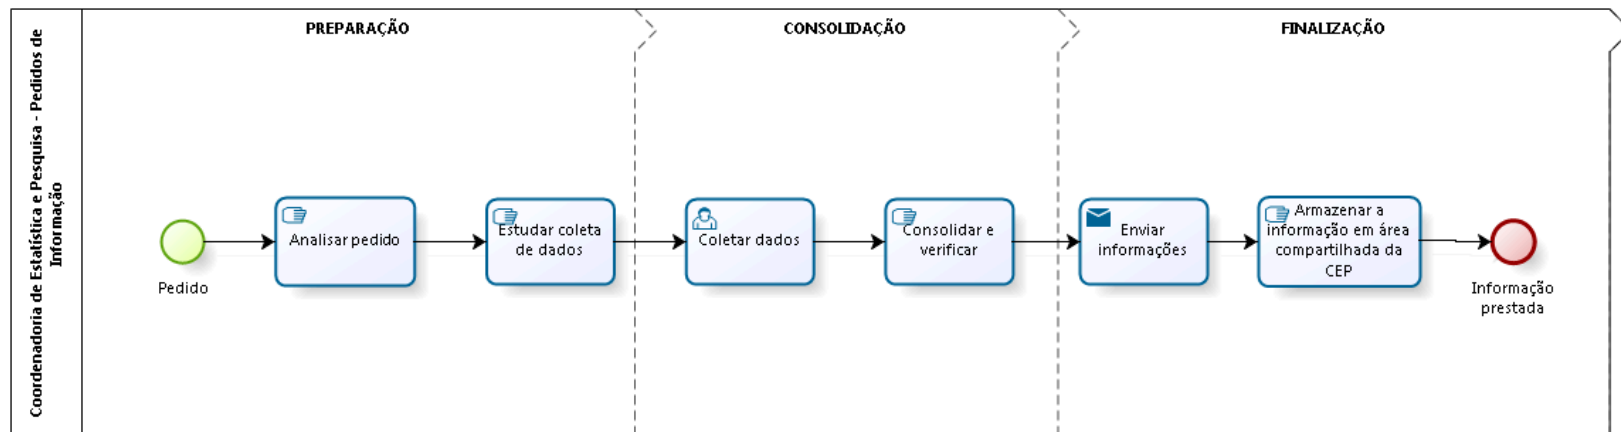 Coordenadoria de Estatística e Pesquisa - Pedidos de
Informação
PREPARAÇÃO
CONSOLIDAÇÃO
FINALIZAÇÃO
Pedido
Analisar pedido
Estudar coleta
de dados
Coletar dados
Consolidar e
verificar
Enviar
informações
Armazenar a
informação em área
compartilhada da
CEP
Informação
prestada